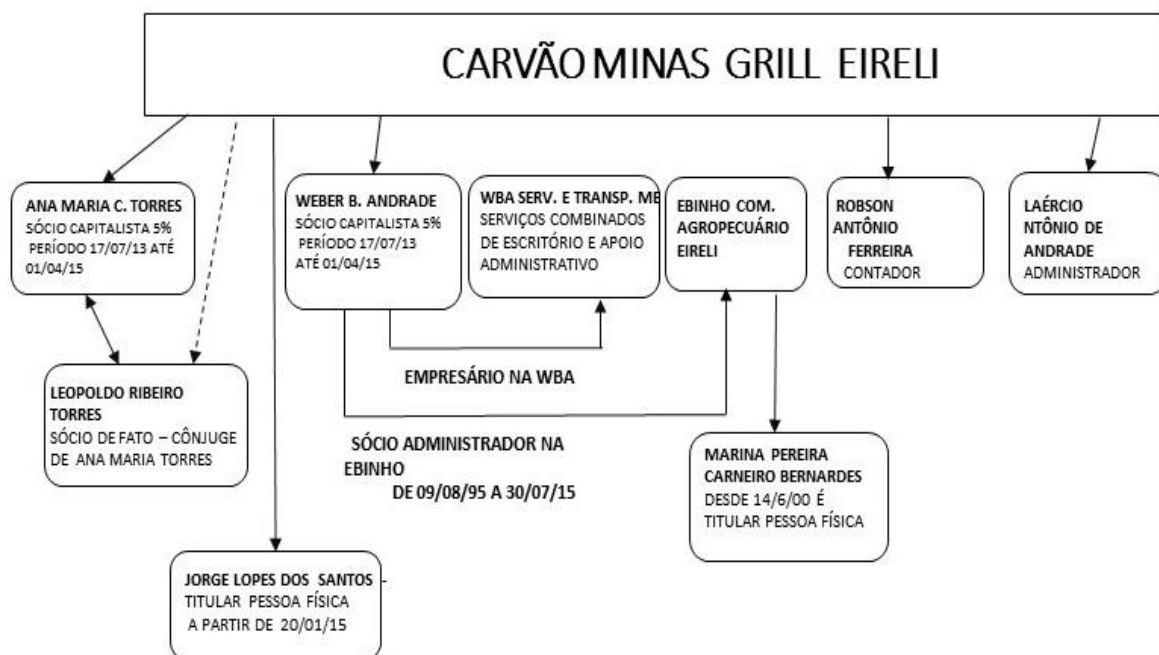 CARVÃO MINAS GRILL EIRELI
ANA MARIA C. TORRES
SÓCIO CAPITALISTA 5%
PERÍODO 17/07/13 ATÉ
01/04/15
WEBER B. ANDRADE
SÓCIO CAPITALISTA 5%
PERÍODO 17/07/13
ATÉ 01/04/15
WBA SERV. E TRANSP. ME
SERVIÇOS COMBINADOS
DE ESCRITÓRIO E APOIO
ADMINISTRATIVO
EBINHO COM.
AGROPECUÁRIO
EIRELI
ROBSON
ANTÔNIO
FERREIRA
CONTADOR
LAÉRCIO
NTÔNIO DE
ANDRADE
ADMINISTRADOR
LEOPOLDO RIBEIRO
TORRES
SÓCIO DE FATO – CÔNJUGE
DE ANA MARIA TORRES
EMPRESÁRIO NA WBA
SÓCIO ADMINISTRADOR NA
EBINHO
DE 09/08/95 A 30/07/15
MARINA PEREIRA
CARNEIRO BERNARDES
DESDE 14/6/00 É
TITULAR PESSOA FÍSICA
JORGE LOPES DOS SANTOS -
TITULAR PESSOA FÍSICA
A PARTIR DE 20/01/15